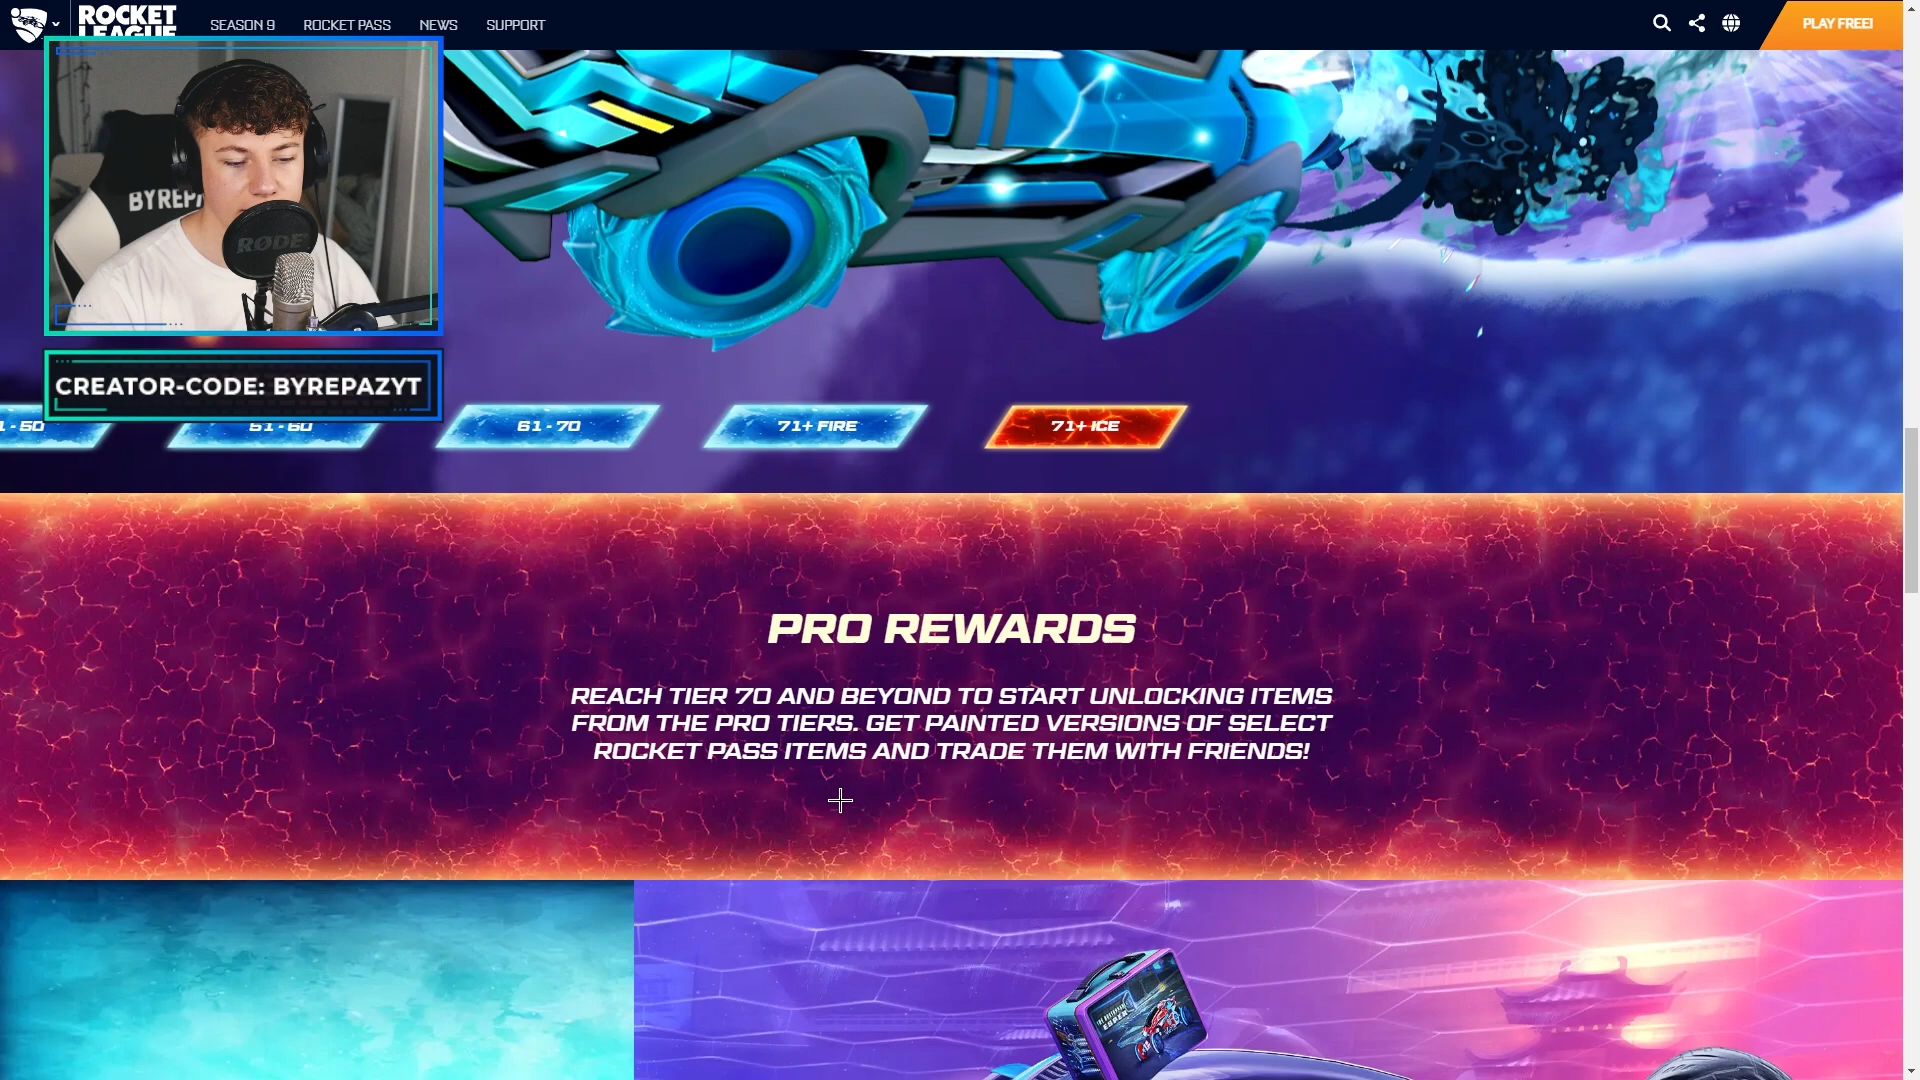 ROCKET
LEAGUE
SEASON 9
ROCKET PASS
NEWS
SUPPORT
PLAY FREE!
BYREP
RØDE
CREATOR-CODE: BYREPAZYT
51 - 60
61 - 70
71+ FIRE
71+ ICE
PRO REWARDS
REACH TIER 70 AND BEYOND TO START UNLOCKING ITEMS
FROM THE PRO TIERS. GET PAINTED VERSIONS OF SELECT
ROCKET PASS ITEMS AND TRADE THEM WITH FRIENDS!